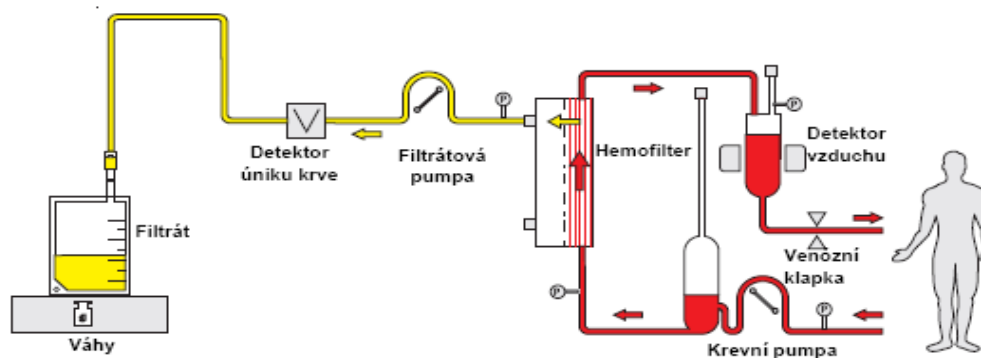 Detektor
úniku krve
Filtrátová
pumpa
P
Hemofilter
P
Detektor
vzduchu
Filtrát
Venózní
klapka
P
P
Váhy
Krevní pumpa